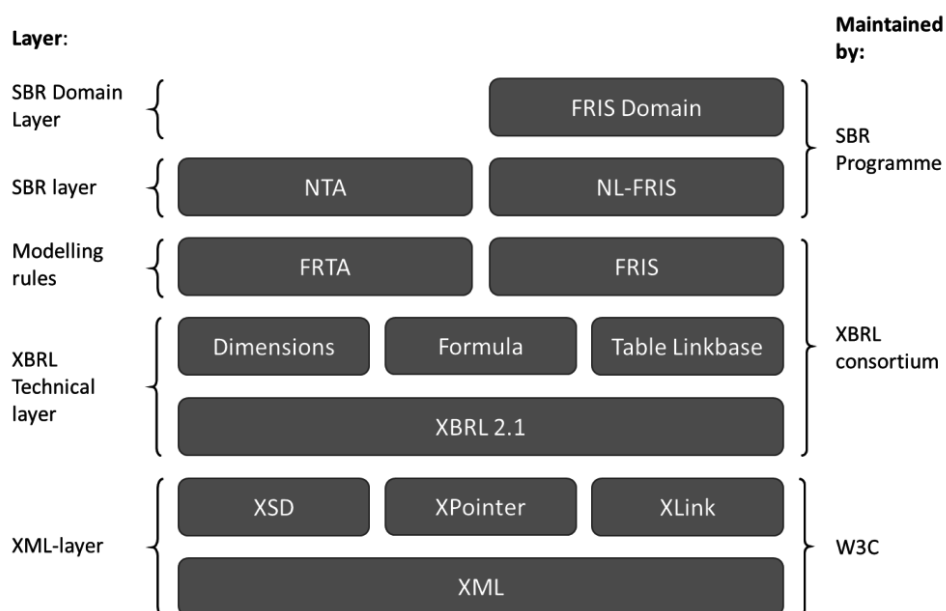 Layer:
Maintained
by:
SBR Domain
Layer
FRIS Domain
SBR
Programme
SBR layer
NTA
NL-FRIS
Modelling
rules
FRTA
FRIS
XBRL
Technical
layer
Dimensions
Formula
Table Linkbase
XBRL
consortium
XBRL 2.1
XML-layer
XSD
XPointer
XLink
W3C
XML